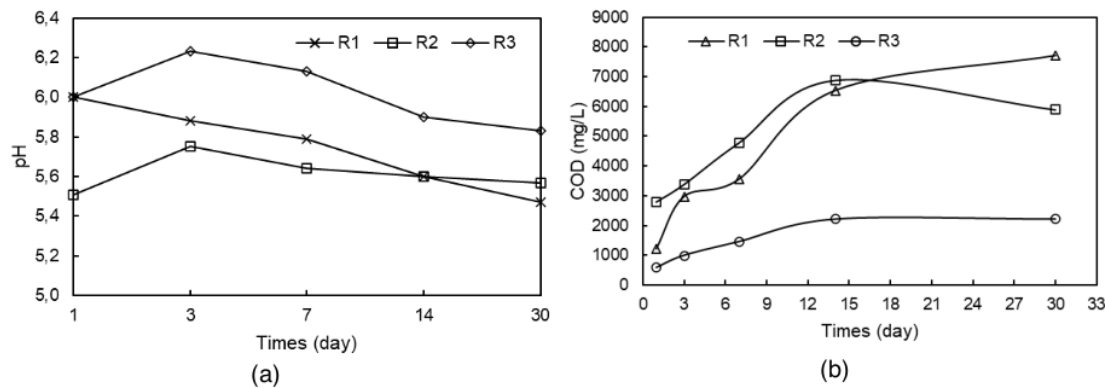 6,4
6,2
6,0
5,8
5,6
5,4
5,2
5,0
pH
R1 R2 R3
1 3 7 14 30
Times (day)
(a)
9000
8000
7000
6000
5000
4000
3000
2000
1000
0
COD (mg/L)
R1 R2 R3
0 3 6 9 12 15 18 21 24 27 30 33
Times (day)
(b)